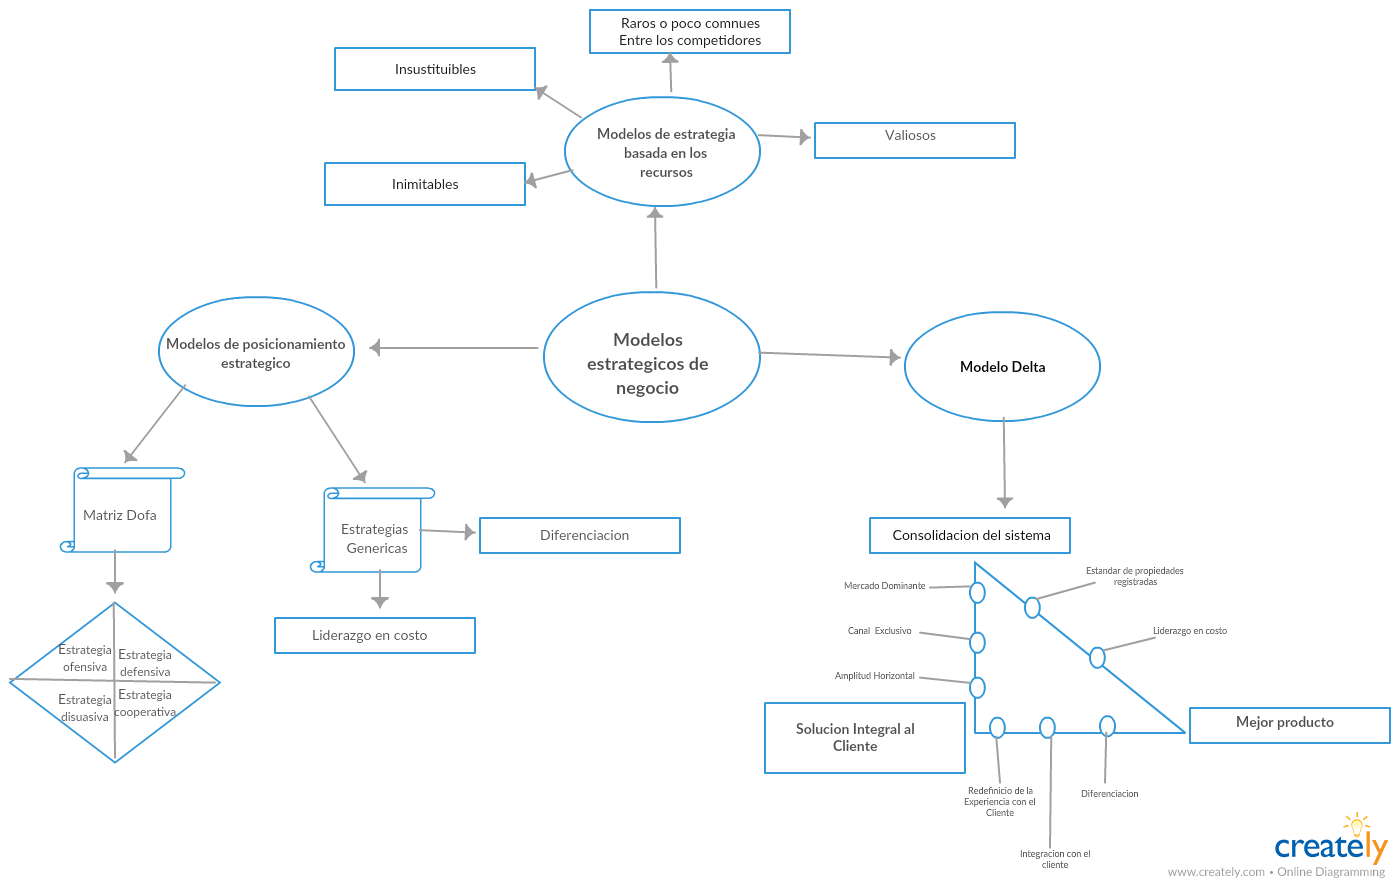 Raros o poco comnues
Entre los competidores
Insustituibles
Modelos de estrategia
basada en los
recursos
Valiosos
Inimitables
Modelos de posicionamiento
estrategico
Modelos
estrategicos de
negocio
Modelo Delta
Matriz Dofa
Estrategias
Genericas
Diferenciacion
Liderazgo en costo
Estrategia
ofensiva
Estrategia
defensiva
Estrategia
disuasiva
Estrategia
cooperativa
Consolidacion del sistema
Mercado Dominante
Estandar de propiedades
registradas
Canal Exclusivo
Liderazgo en costo
Amplitud Horizontal
Solucion Integral al
Cliente
Mejor producto
Redefinicio de la
Experiencia con el
Cliente
Diferenciacion
Integracion con el
cliente
creately
www.creately.com • Online Diagramming